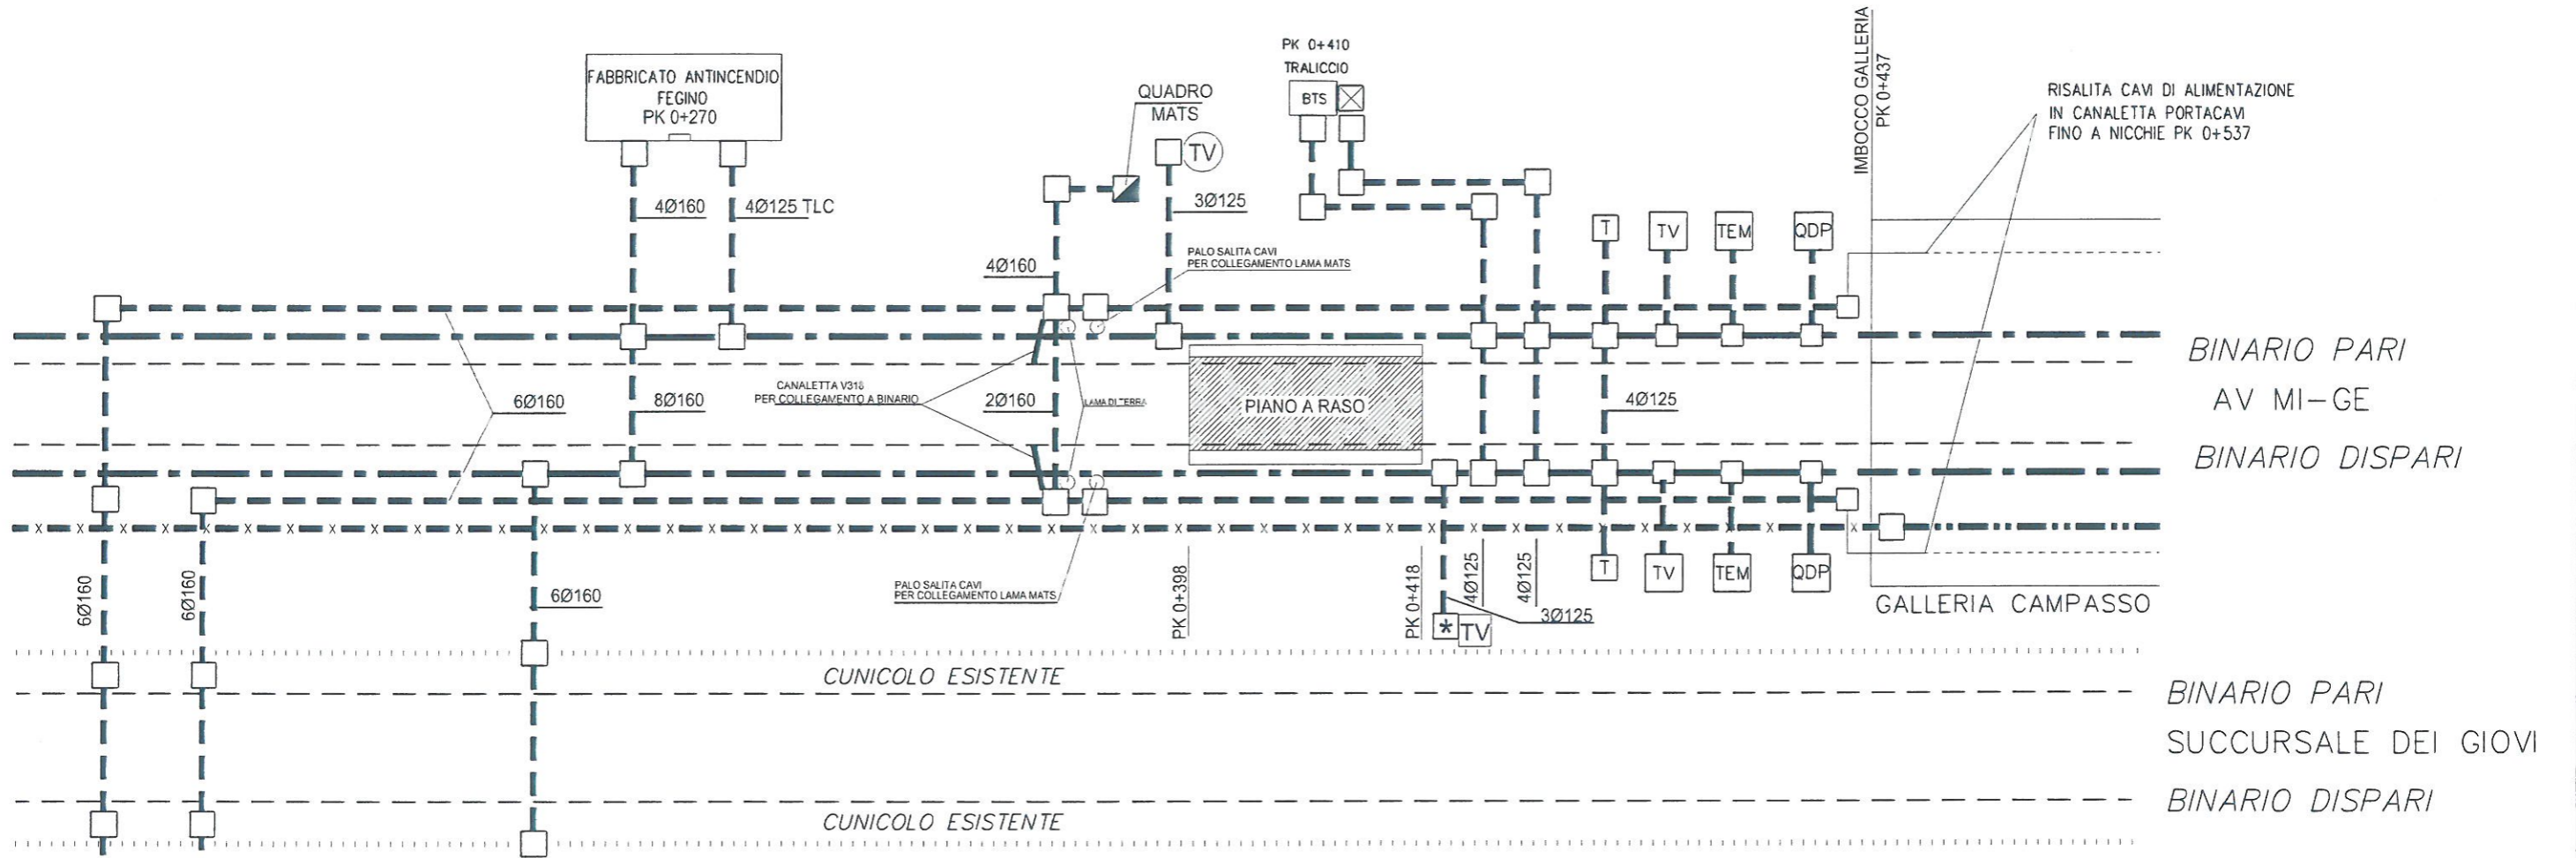 FABBRICATO ANTINCENDIO
FEGINO
PK 0+270
4Ø160
4Ø125 TLC
QUADRO
MATS
TV
3Ø125
PK 0+410
TRALICCIO
BTS
IMBOCCO GALLERIA
PK 0+437
RISALITA CAVI DI ALIMENTAZIONE
IN CANALETTA PORTACAVI
FINO A NICCHIE PK 0+537
4Ø160
PALO SALITA CAVI
PER COLLEGAMENTO LAMA MATS
T
TV
TEM
QDP
BINARIO PARI
AV MI-GE
BINARIO DISPARI
6Ø160
8Ø160
CANALETTA V318
PER COLLEGAMENTO A BINARIO
2Ø160
LAMA DI TERRA
PIANO A RASO
4Ø125
6Ø160
6Ø160
6Ø160
PALO SALITA CAVI
PER COLLEGAMENTO LAMA MATS
PK 0+398
PK 0+418
4Ø125
4Ø125
3Ø125
* TV
T
TV
TEM
QDP
GALLERIA CAMPASSO
CUNICOLO ESISTENTE
BINARIO PARI
SUCCURSALE DEI GIOVI
BINARIO DISPARI
CUNICOLO ESISTENTE